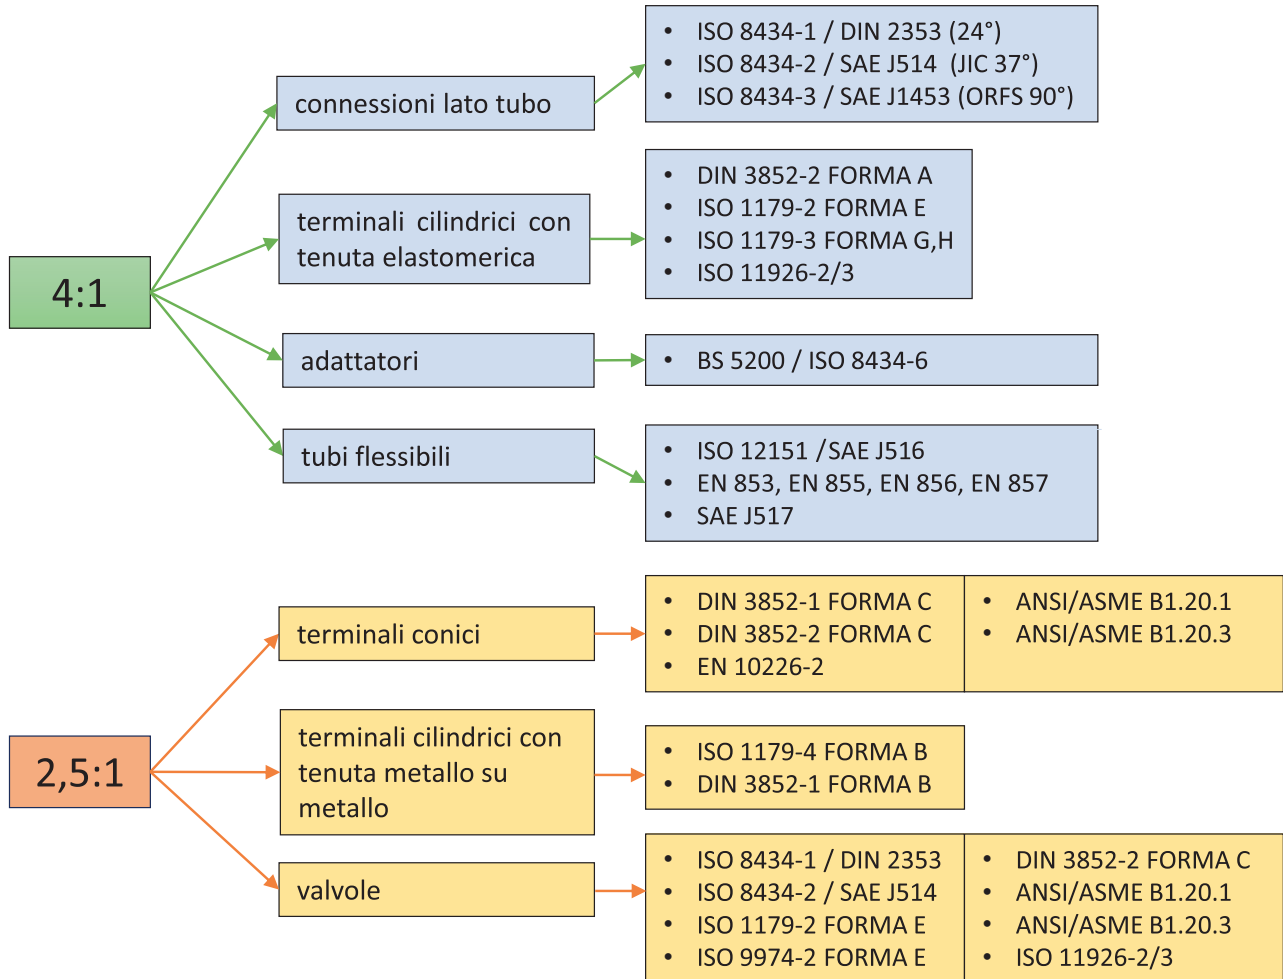 4:1
connessioni lato tubo
• ISO 8434-1 / DIN 2353 (24°)
• ISO 8434-2 / SAE J514 (JIC 37°)
• ISO 8434-3 / SAE J1453 (ORFS 90°)
terminali cilindrici con
tenuta elastomerica
• DIN 3852-2 FORMA A
• ISO 1179-2 FORMA E
• ISO 1179-3 FORMA G,H
• ISO 11926-2/3
adattatori
• BS 5200 / ISO 8434-6
tubi flessibili
• ISO 12151 /SAE J516
• EN 853, EN 855, EN 856, EN 857
• SAE J517
2,5:1
terminali conici
• DIN 3852-1 FORMA C
• DIN 3852-2 FORMA C
• EN 10226-2
• ANSI/ASME B1.20.1
• ANSI/ASME B1.20.3
terminali cilindrici con
tenuta metallo su
metallo
• ISO 1179-4 FORMA B
• DIN 3852-1 FORMA B
valvole
• ISO 8434-1 / DIN 2353
• ISO 8434-2 / SAE J514
• ISO 1179-2 FORMA E
• ISO 9974-2 FORMA E
• DIN 3852-2 FORMA C
• ANSI/ASME B1.20.1
• ANSI/ASME B1.20.3
• ISO 11926-2/3